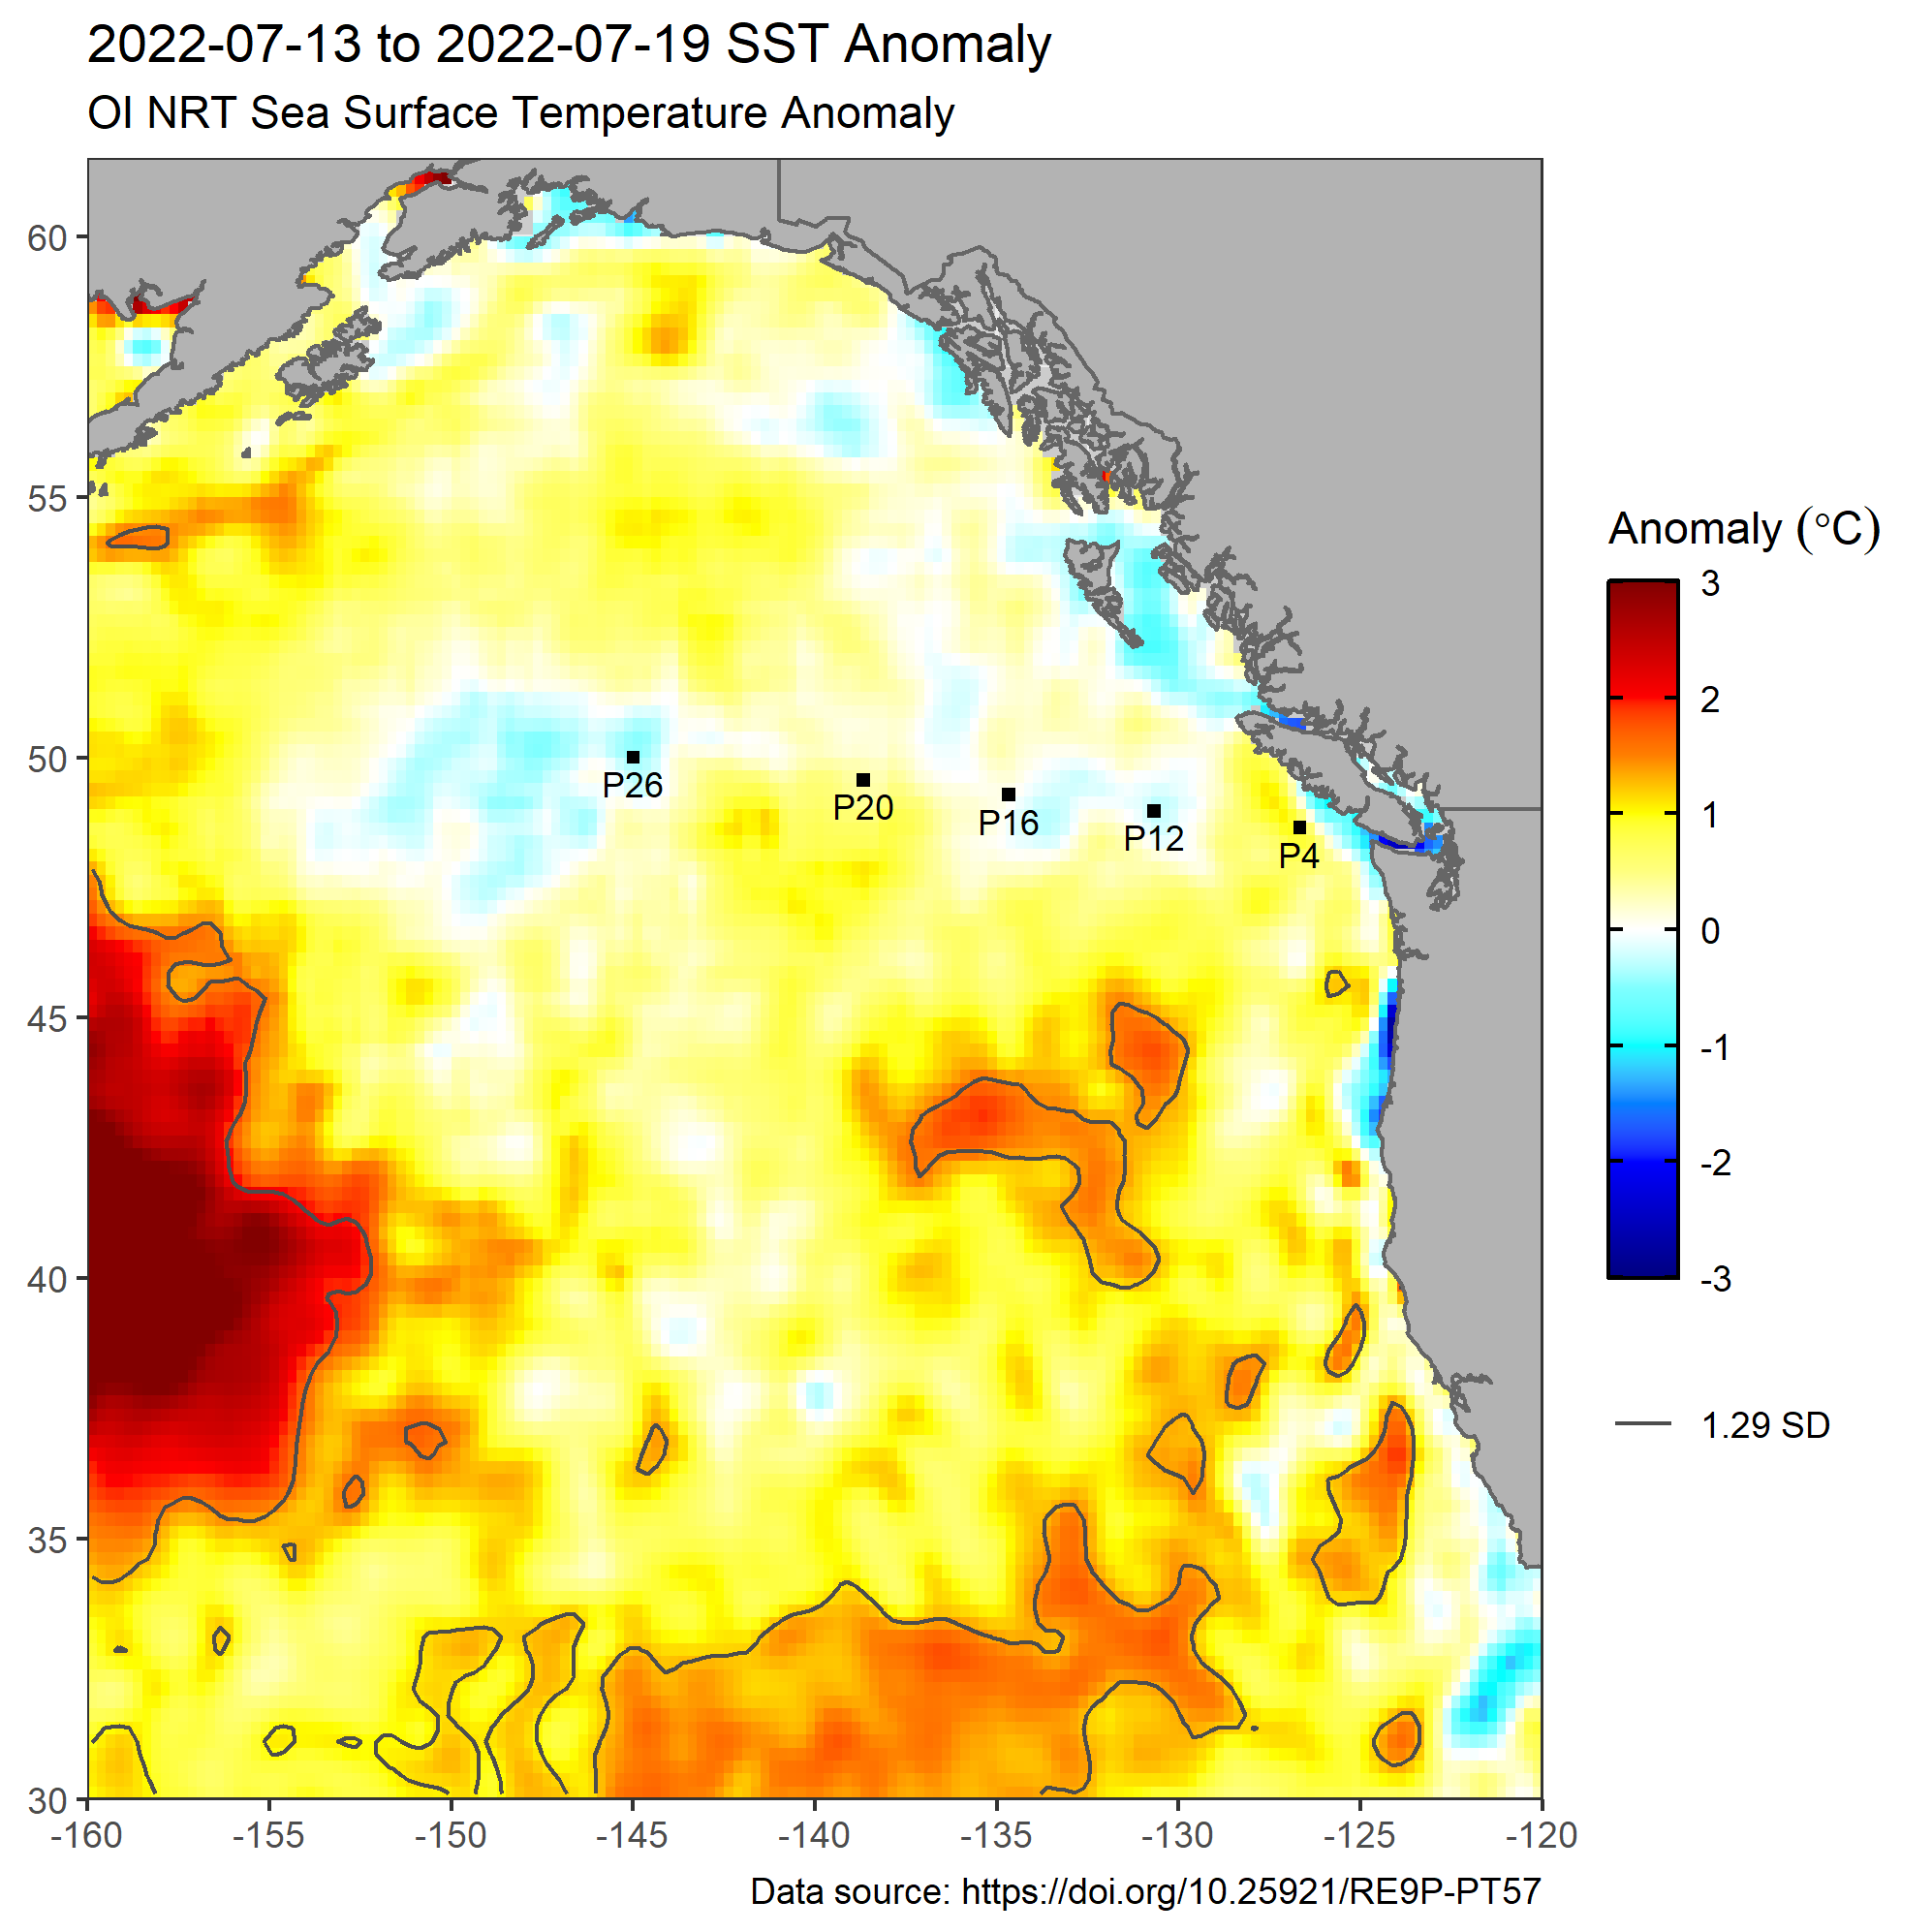 2022-07-13 to 2022-07-19 SST Anomaly
OI NRT Sea Surface Temperature Anomaly
60
55
50
45
40
35
30
-160
-155
-150
-145
-140
-135
-130
-125
-120
P26
P20
P16
P12
P4
Anomaly (°C)
3
2
1
0
-1
-2
-3
1.29 SD
Data source: https://doi.org/10.25921/RE9P-PT57